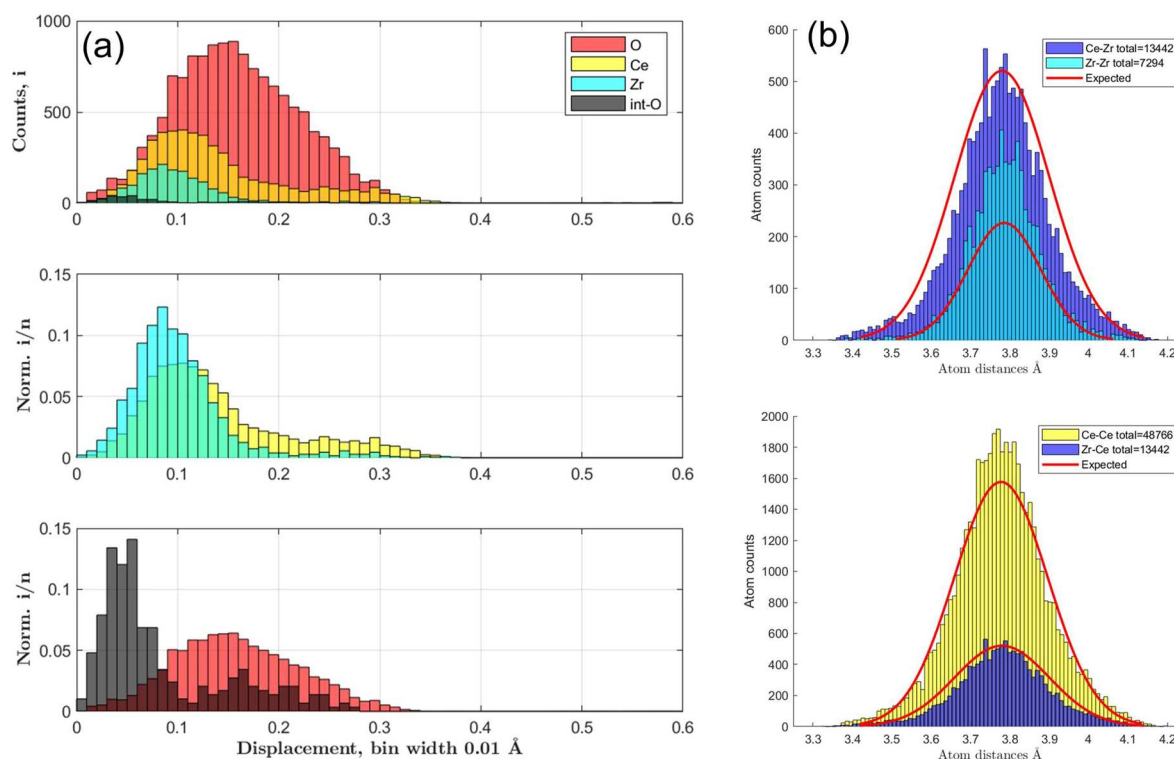 (a)
1000
500
0
Counts, i
O
Ce
Zr
int-O
0 0.1 0.2 0.3 0.4 0.5 0.6
0.15
0.1
0.05
0
Norm. i/n
0 0.1 0.2 0.3 0.4 0.5 0.6
0.15
0.1
0.05
0
Norm. i/n
0 0.1 0.2 0.3 0.4 0.5 0.6
Displacement, bin width 0.01 Å
(b)
600
500
400
300
200
100
0
Atom counts
Ce-Zr total=13442
Zr-Zr total=7294
Expected
3.3 3.4 3.5 3.6 3.7 3.8 3.9 4 4.1 4.2
Atom distances Å
2000
1800
1600
1400
1200
1000
800
600
400
200
0
Atom counts
Ce-Ce total=48766
Zr-Ce total=13442
Expected
3.3 3.4 3.5 3.6 3.7 3.8 3.9 4 4.1 4.2
Atom distances Å